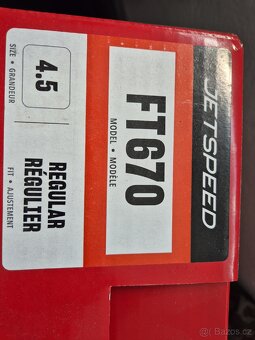 JETSPEED
FT670
MODEL • MODÈLE
4.5
SIZE • GRANDEUR
REGULAR
RÉGULIER
FIT • AJUSTEMENT
Bazos.cz